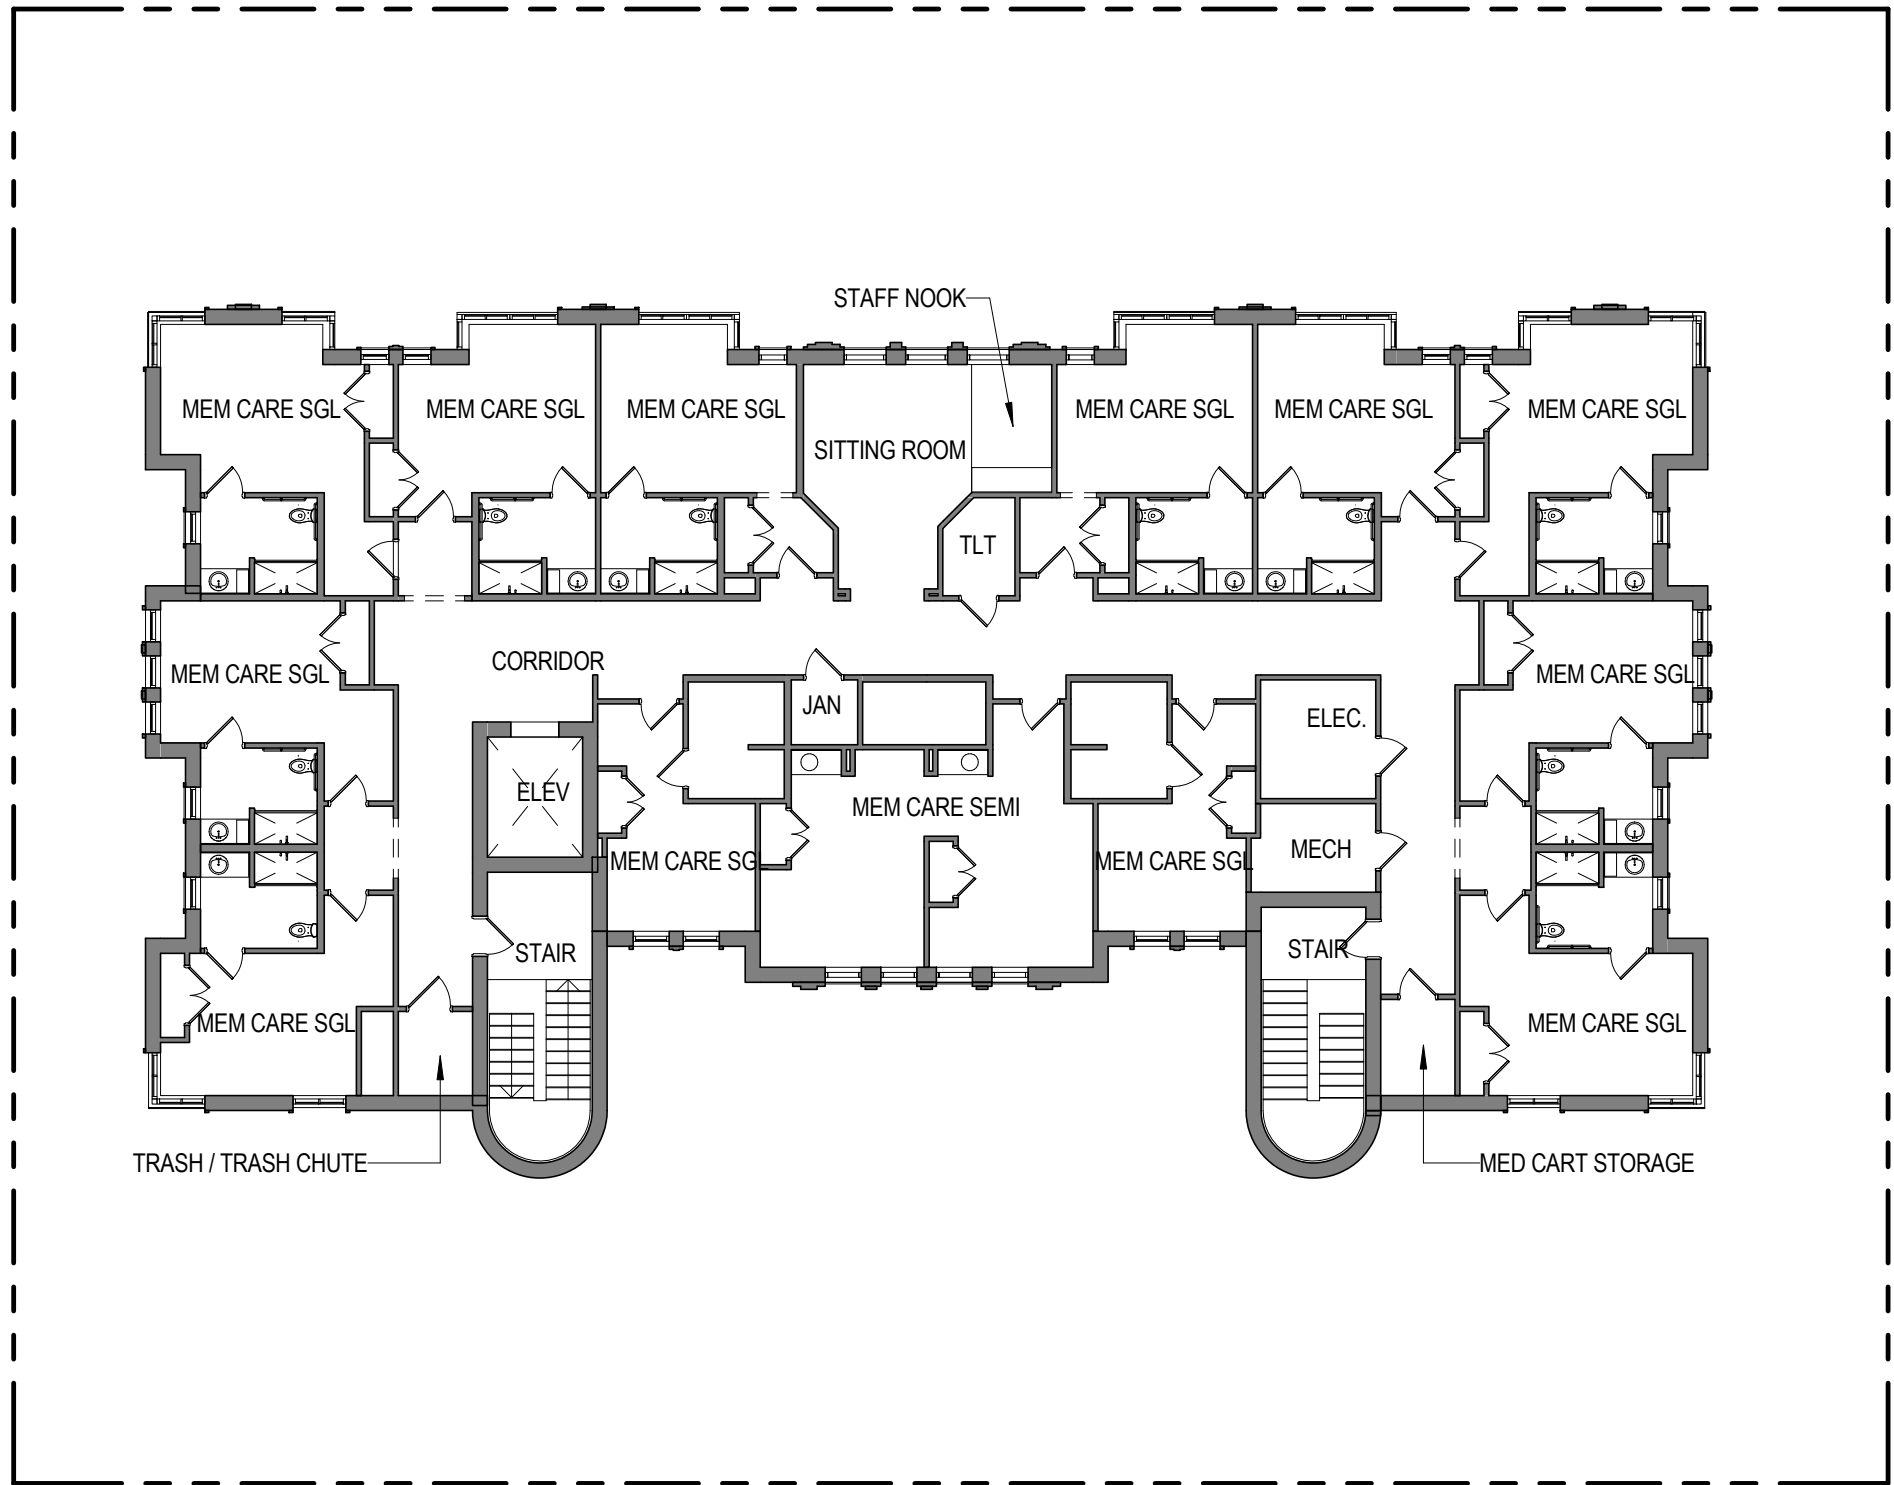 STAFF NOOK
MEM CARE SGL
MEM CARE SGL
MEM CARE SGL
MEM CARE SGL
MEM CARE SGL
MEM CARE SGL
SITTING ROOM
TLT
CORRIDOR
MEM CARE SGL
MEM CARE SGL
JAN
ELEC.
ELEV
MEM CARE SEMI
MEM CARE SGL
MEM CARE SGL
MECH
STAIR
STAIR
MEM CARE SGL
MEM CARE SGL
TRASH / TRASH CHUTE
MED CART STORAGE